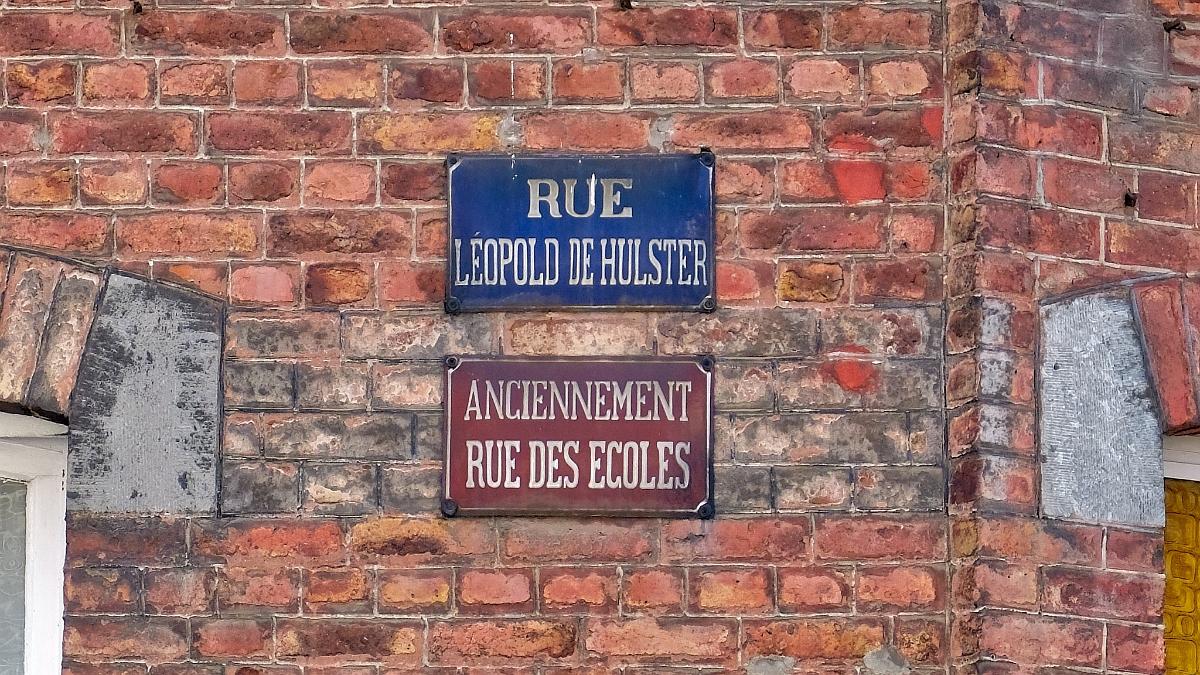 RUE
LÉOPOLD DE HULSTER
ANCIENNEMENT
RUE DES ECOLES